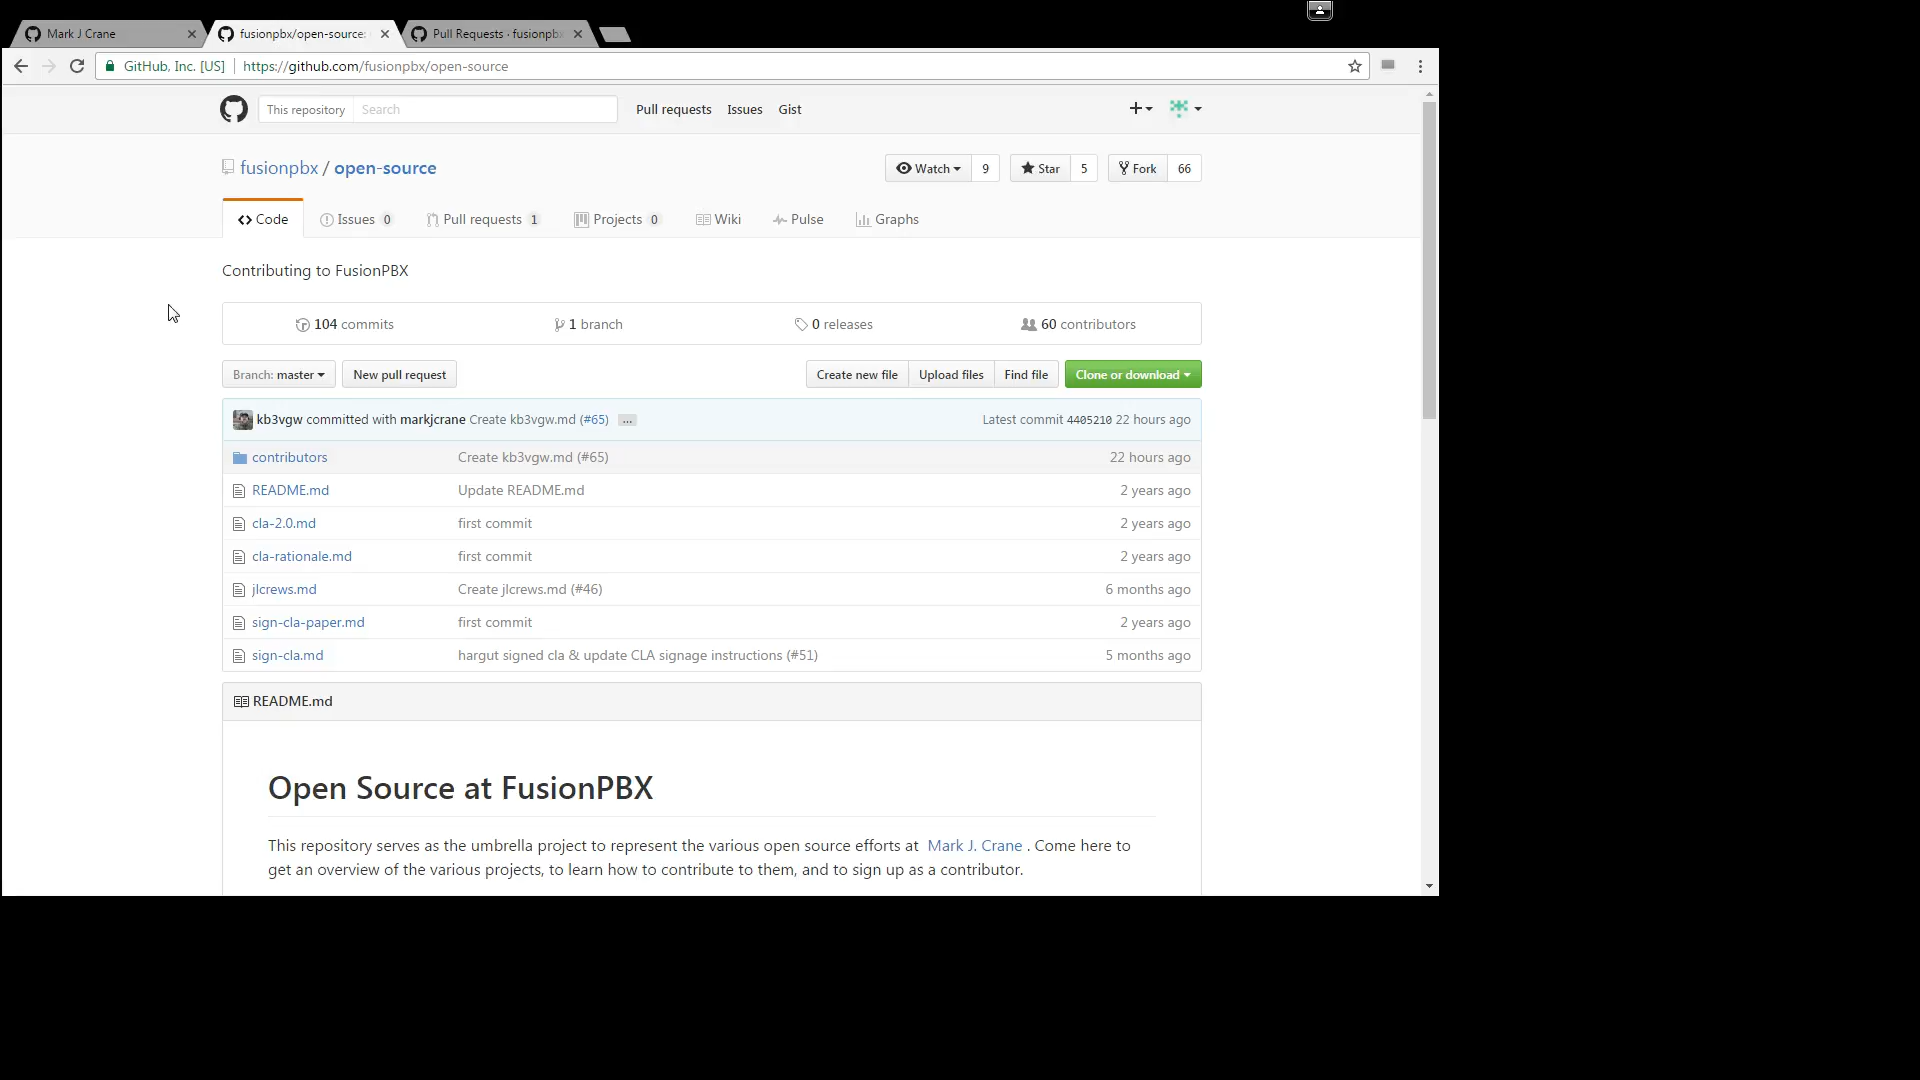 Mark J Crane
fusionpbx/open-source:
Pull Requests · fusionpb
GitHub, Inc. [US] https://github.com/fusionpbx/open-source
This repository Search Pull requests Issues Gist
fusionpbx / open-source Watch 9 Star 5 Fork 66
Code Issues 0 Pull requests 1 Projects 0 Wiki Pulse Graphs
Contributing to FusionPBX
104 commits 1 branch 0 releases 60 contributors
Branch: master New pull request Create new file Upload files Find file Clone or download
kb3vgw committed with markjcrane Create kb3vgw.md (#65) ... Latest commit 4405210 22 hours ago
contributors Create kb3vgw.md (#65) 22 hours ago
README.md Update README.md 2 years ago
cla-2.0.md first commit 2 years ago
cla-rationale.md first commit 2 years ago
jlcrews.md Create jlcrews.md (#46) 6 months ago
sign-cla-paper.md first commit 2 years ago
sign-cla.md hargut signed cla & update CLA signage instructions (#51) 5 months ago
README.md
Open Source at FusionPBX
This repository serves as the umbrella project to represent the various open source efforts at Mark J. Crane . Come here to
get an overview of the various projects, to learn how to contribute to them, and to sign up as a contributor.